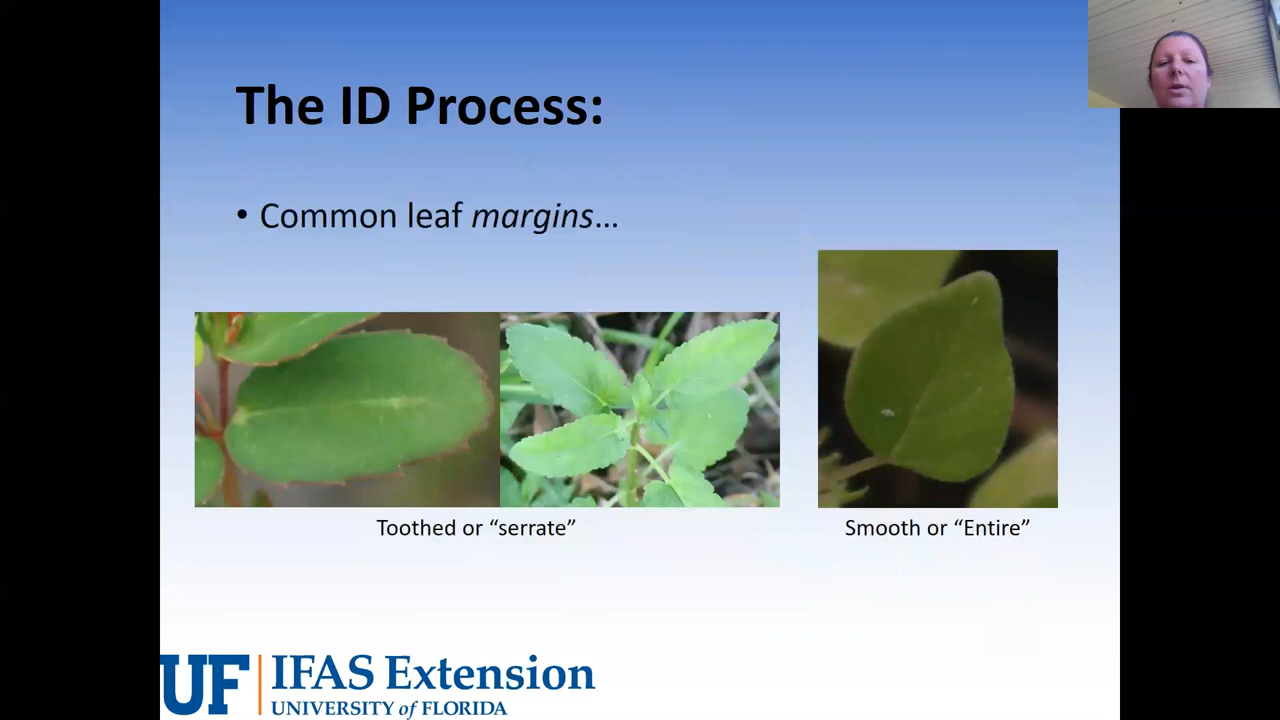 The ID Process:
• Common leaf margins...
Toothed or “serrate”
Smooth or “Entire”
UF IFAS Extension
UNIVERSITY of FLORIDA